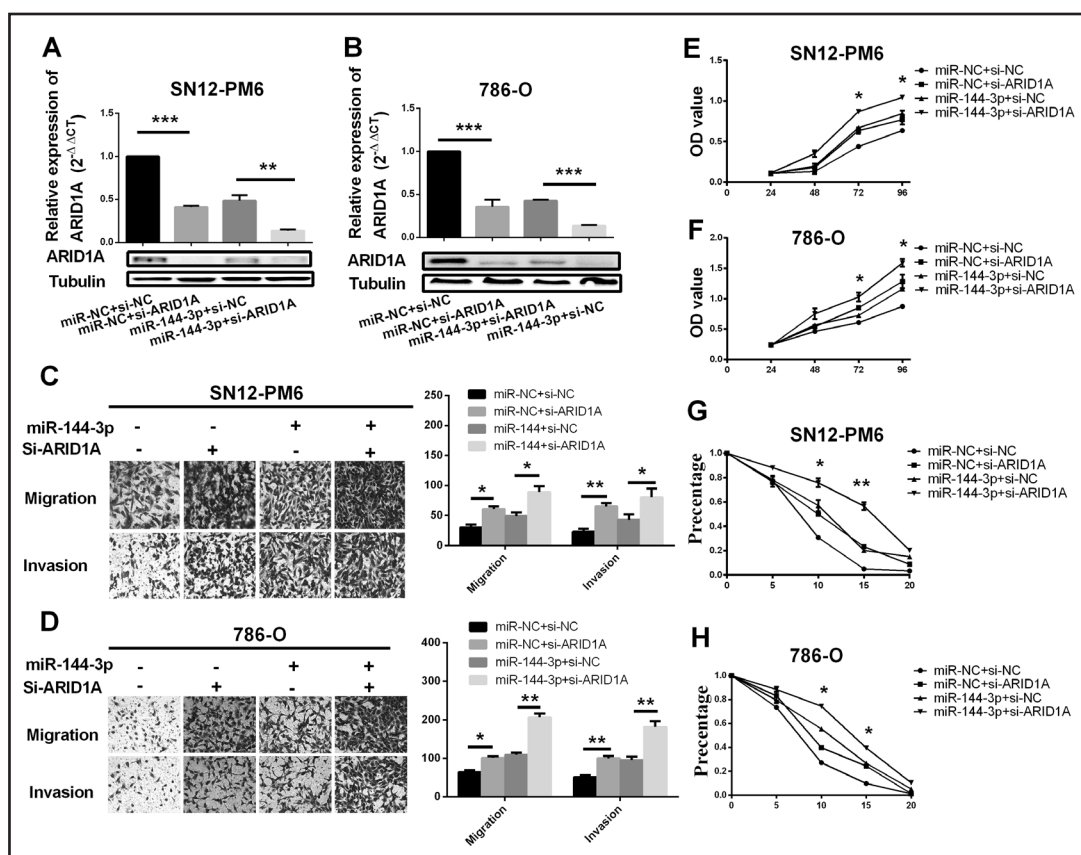 A
SN12-PM6
Relative expression of
ARID1A (2-ΔΔCT)
1.5
1.0
0.5
0.0
***
**
ARID1A
Tubulin
miR-NC+si-NC
miR-NC+si-ARID1A
miR-144-3p+si-NC
miR-144-3p+si-ARID1A
B
786-O
Relative expression of
ARID1A (2-ΔΔCT)
1.5
1.0
0.5
0.0
***
***
ARID1A
Tubulin
miR-NC+si-NC
miR-NC+si-ARID1A
miR-144-3p+si-ARID1A
miR-144-3p+si-NC
C
SN12-PM6
miR-144-3p - - + +
Si-ARID1A - + - +
Migration
Invasion
250
200
150
100
50
0
miR-NC+si-NC
miR-NC+si-ARID1A
miR-144+si-NC
miR-144+si-ARID1A
* * ** *
Migration
Invasion
D
786-O
miR-144-3p - - + +
Si-ARID1A - + - +
Migration
Invasion
400
300
200
100
0
miR-NC+si-NC
miR-NC+si-ARID1A
miR-144-3p+si-NC
miR-144-3p+si-ARID1A
* ** ** **
Migration
Invasion
E
SN12-PM6
OD value
1.5
1.0
0.5
0.0
0 24 48 72 96
* *
miR-NC+si-NC
miR-NC+si-ARID1A
miR-144-3p+si-NC
miR-144-3p+si-ARID1A
F
786-O
OD value
2.0
1.5
1.0
0.5
0.0
0 24 48 72 96
* *
miR-NC+si-NC
miR-NC+si-ARID1A
miR-144-3p+si-NC
miR-144-3p+si-ARID1A
G
SN12-PM6
Precentage
1.0
0.8
0.6
0.4
0.2
0.0
0 5 10 15 20
* **
miR-NC+si-NC
miR-NC+si-ARID1A
miR-144-3p+si-NC
miR-144-3p+si-ARID1A
H
786-O
Precentage
1.0
0.8
0.6
0.4
0.2
0.0
0 5 10 15 20
* *
miR-NC+si-NC
miR-NC+si-ARID1A
miR-144-3p+si-NC
miR-144-3p+si-ARID1A